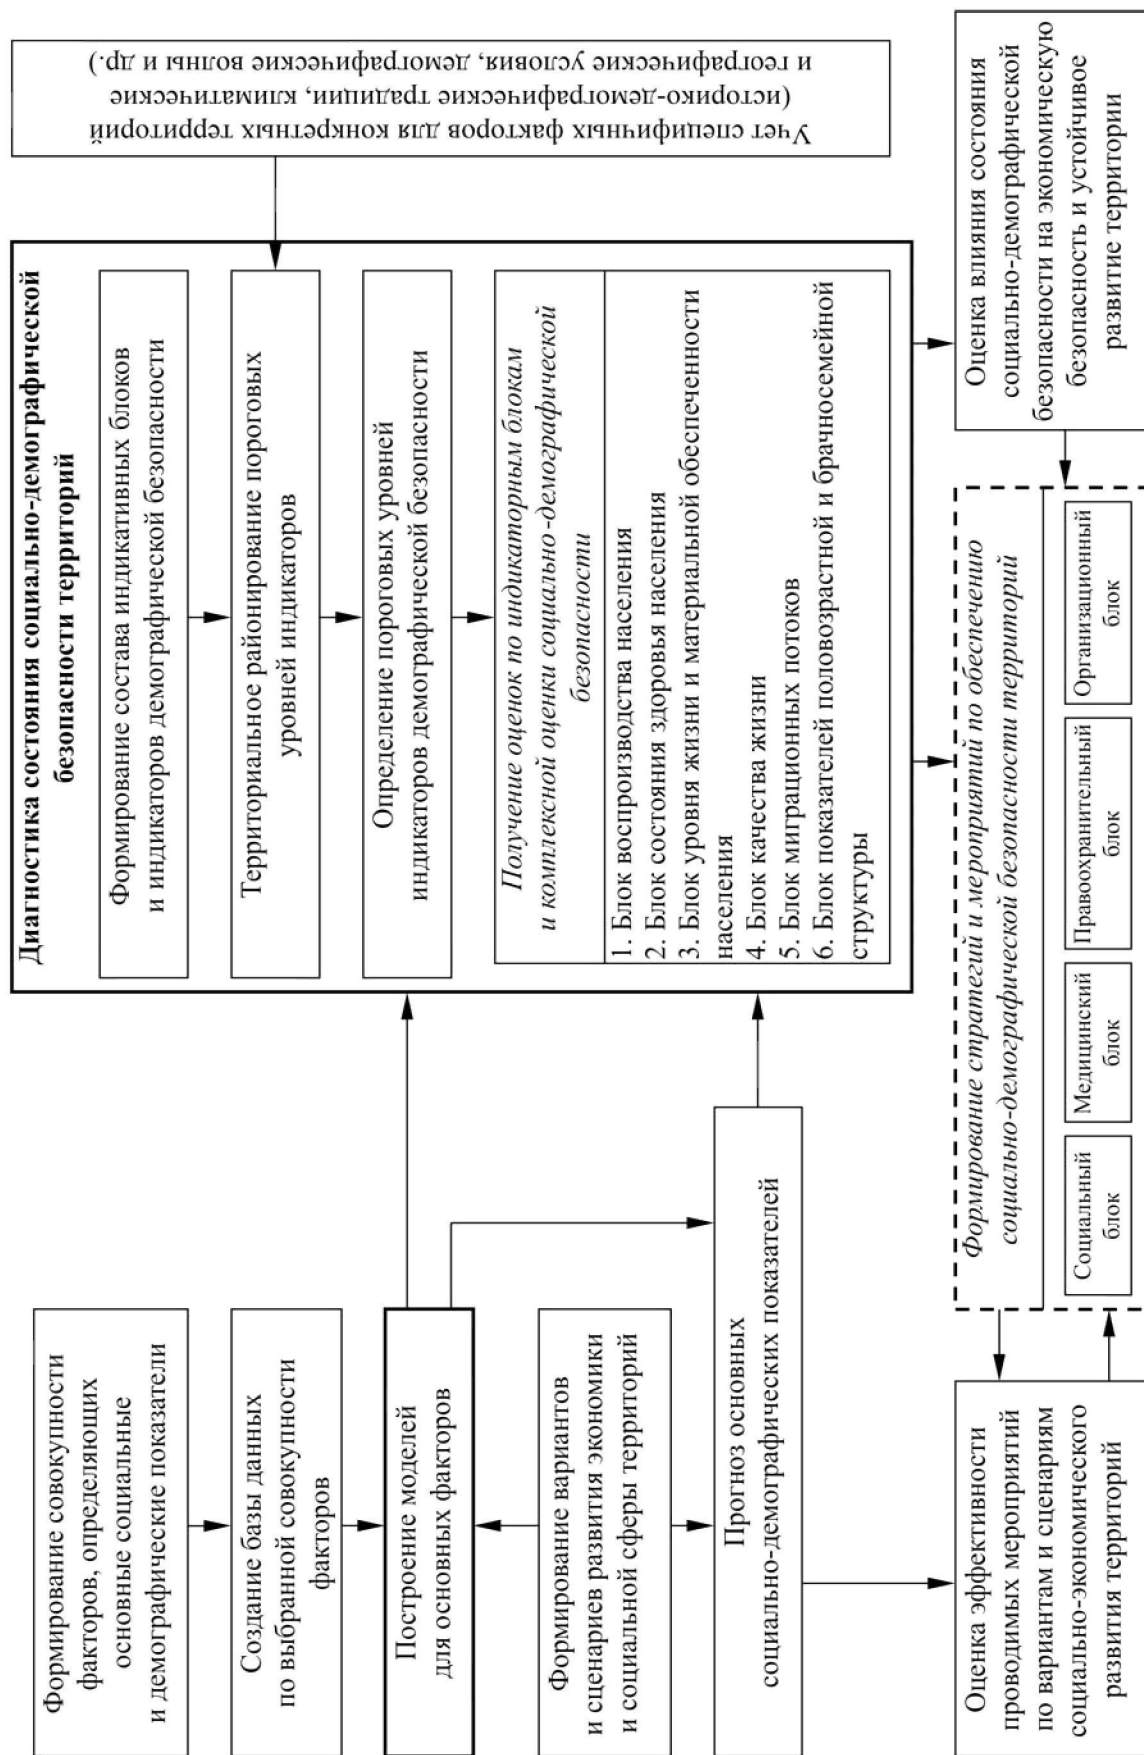 Формирование совокупности
факторов, определяющих
основные социальные
и демографические показатели
Создание базы данных
по выбранной совокупности
факторов
Построение моделей
для основных факторов
Формирование вариантов
и сценариев развития экономики
и социальной сферы территорий
Прогноз основных
социально-демографических показателей
Оценка эффективности
проводимых мероприятий
по вариантам и сценариям
социально-экономического
развития территорий
Диагностика состояния социально-демографической
безопасности территорий
Формирование состава индикативных блоков
и индикаторов демографической безопасности
Территориальное районирование пороговых
уровней индикаторов
Определение пороговых уровней
индикаторов демографической безопасности
Получение оценок по индикаторным блокам
и комплексной оценки социально-демографической
безопасности
1. Блок воспроизводства населения
2. Блок состояния здоровья населения
3. Блок уровня жизни и материальной обеспеченности
населения
4. Блок качества жизни
5. Блок миграционных потоков
6. Блок показателей половозрастной и брачносемейной
структуры
Учет специфичных факторов для конкретных территорий
(историко-демографические традиции, климатические
и географические условия, демографические волны и др.)
Формирование стратегий и мероприятий по обеспечению
социально-демографической безопасности территорий
Социальный
блок
Медицинский
блок
Правоохранительный
блок
Организационный
блок
Оценка влияния состояния
социально-демографической
безопасности на экономическую
безопасность и устойчивое
развитие территории